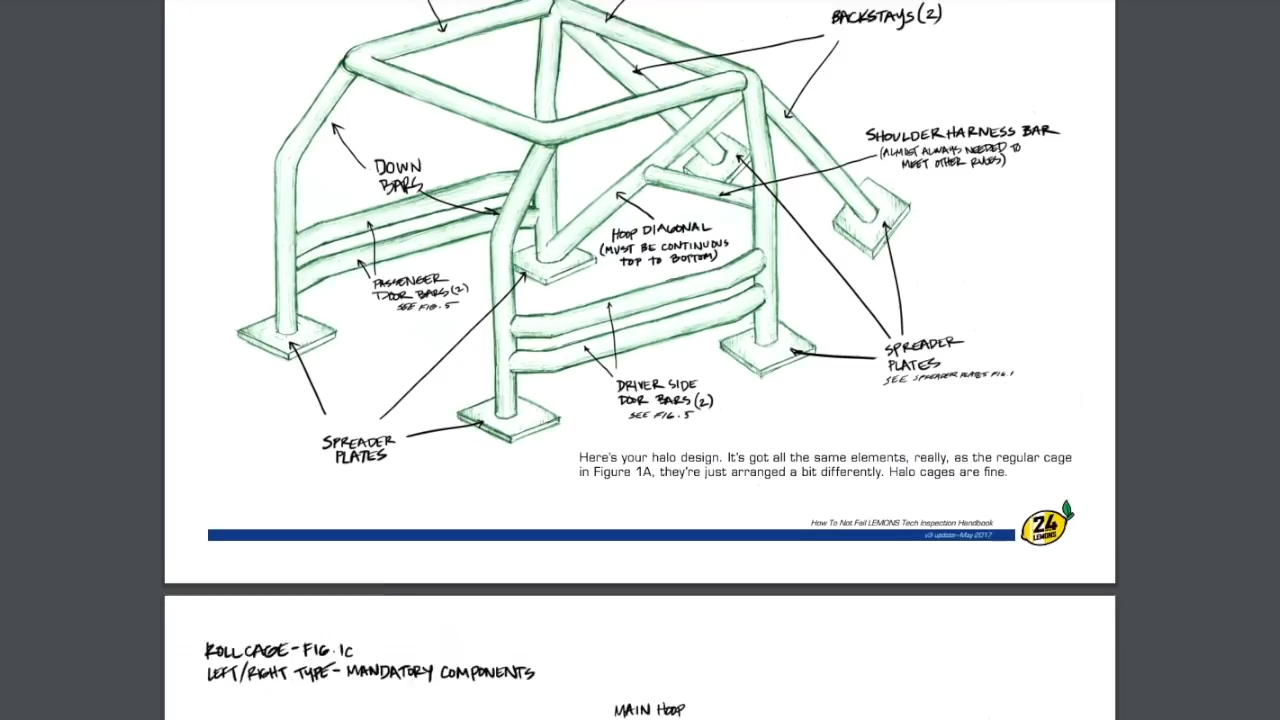 BACKSTAYS (2)
SHOULDER HARNESS BAR
(ALMOST ALWAYS NEEDED TO
MEET OTHER RULES)
DOWN
BARS
HOOP DIAGONAL
(MUST BE CONTINUOUS
TOP TO BOTTOM)
PASSENGER
DOOR BARS (2)
SEE FIG. 5
SPREADER
PLATES
SEE SPREADER PLATES FIG. 1
DRIVER SIDE
DOOR BARS (2)
SEE FIG. 5
SPREADER
PLATES
Here's your halo design. It's got all the same elements, really, as the regular cage
in Figure 1A, they're just arranged a bit differently. Halo cages are fine.
How To Not Fail LEMONS Tech Inspection Handbook
v3 update–May 2017
24
LEMONS
ROLL CAGE - FIG. 1C
LEFT/RIGHT TYPE - MANDATORY COMPONENTS
MAIN HOOP